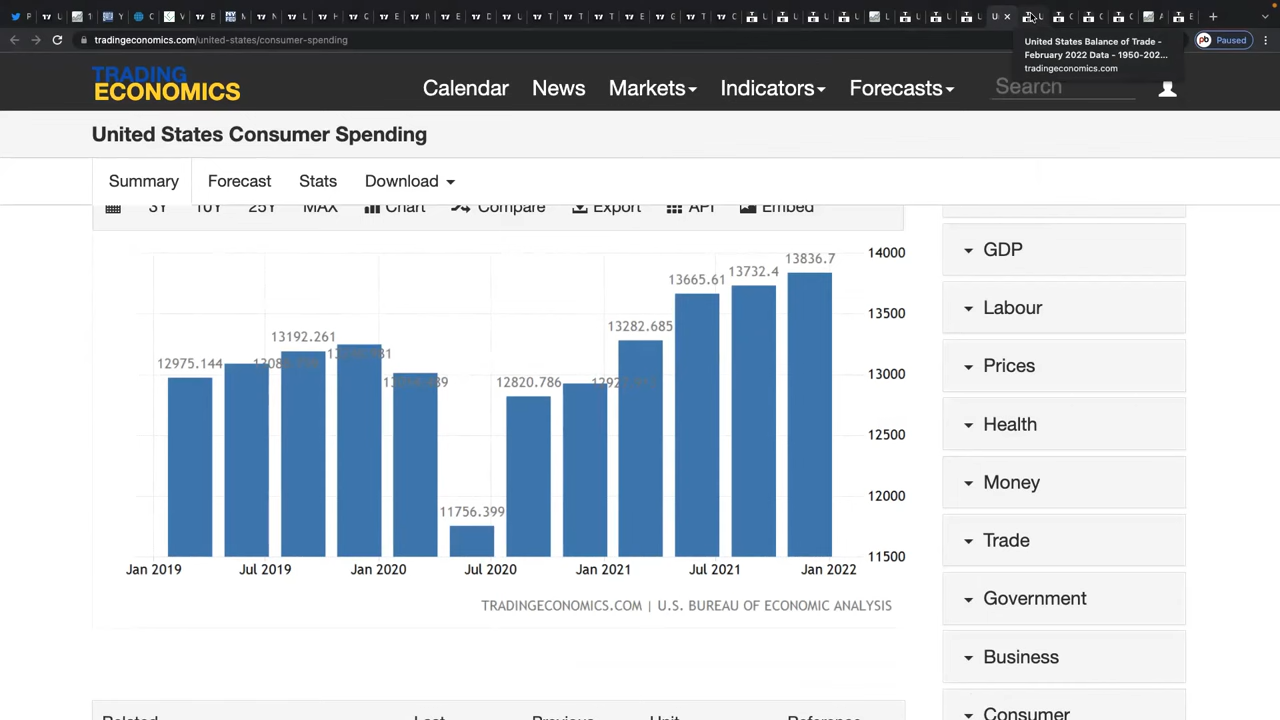 tradingeconomics.com/united-states/consumer-spending
Paused
United States Balance of Trade -
February 2022 Data - 1950-202...
tradingeconomics.com
TRADING
ECONOMICS
Calendar
News
Markets
Indicators
Forecasts
Search
United States Consumer Spending
Summary
Forecast
Stats
Download
3Y
10Y
25Y
MAX
Chart
Compare
Export
API
Embed
14000
13500
13000
12500
12000
11500
12975.144
13192.261
11756.399
12820.786
13282.685
13665.61
13732.4
13836.7
Jan 2019
Jul 2019
Jan 2020
Jul 2020
Jan 2021
Jul 2021
Jan 2022
TRADINGECONOMICS.COM | U.S. BUREAU OF ECONOMIC ANALYSIS
GDP
Labour
Prices
Health
Money
Trade
Government
Business
Consumer
Related
Last
Previous
Unit
Reference